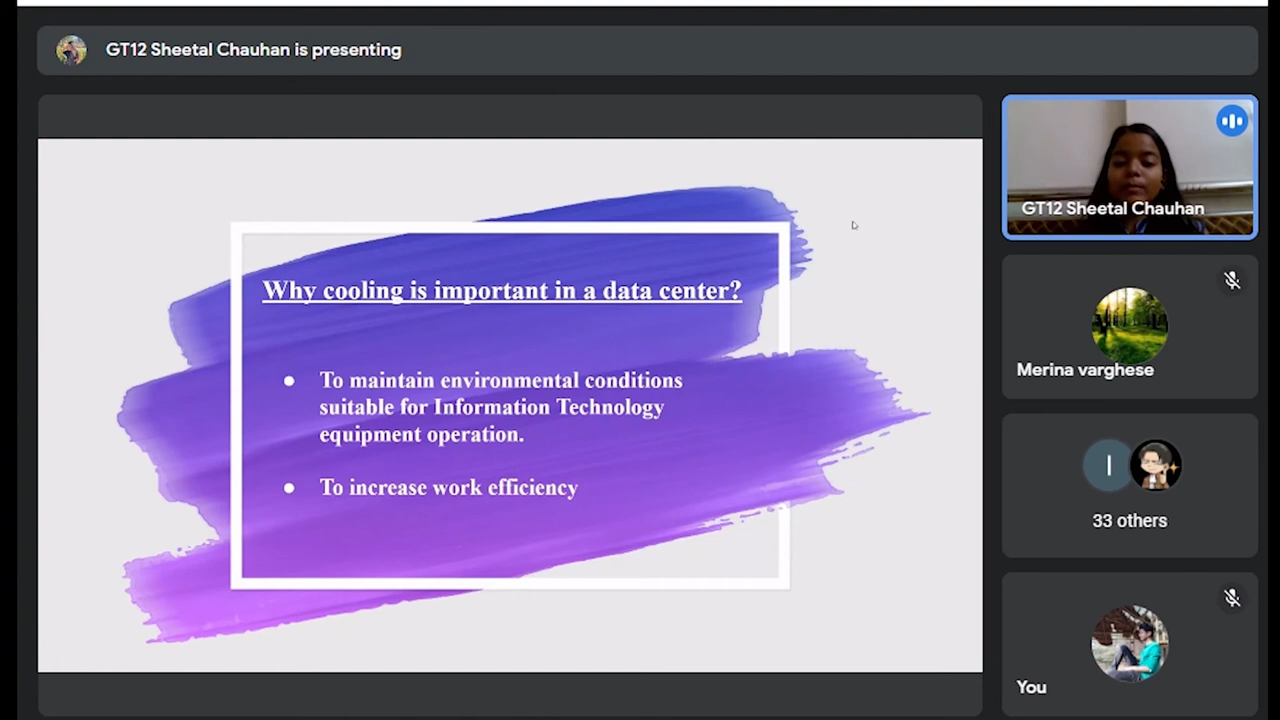 GT12 Sheetal Chauhan is presenting
Why cooling is important in a data center?
● To maintain environmental conditions
suitable for Information Technology
equipment operation.
● To increase work efficiency
GT12 Sheetal Chauhan
Merina varghese
I
33 others
You